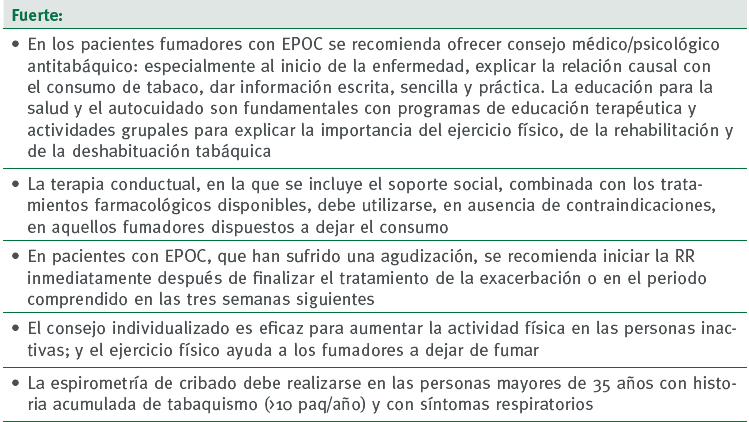 Fuerte:
• En los pacientes fumadores con EPOC se recomienda ofrecer consejo médico/psicológico
antitabáquico: especialmente al inicio de la enfermedad, explicar la relación causal con
el consumo de tabaco, dar información escrita, sencilla y práctica. La educación para la
salud y el autocuidado son fundamentales con programas de educación terapéutica y
actividades grupales para explicar la importancia del ejercicio físico, de la rehabilitación y
de la deshabituación tabáquica
• La terapia conductual, en la que se incluye el soporte social, combinada con los trata-
mientos farmacológicos disponibles, debe utilizarse, en ausencia de contraindicaciones,
en aquellos fumadores dispuestos a dejar el consumo
• En pacientes con EPOC, que han sufrido una agudización, se recomienda iniciar la RR
inmediatamente después de finalizar el tratamiento de la exacerbación o en el periodo
comprendido en las tres semanas siguientes
• El consejo individualizado es eficaz para aumentar la actividad física en las personas inac-
tivas; y el ejercicio físico ayuda a los fumadores a dejar de fumar
• La espirometría de cribado debe realizarse en las personas mayores de 35 años con histo-
ria acumulada de tabaquismo (>10 paq/año) y con síntomas respiratorios